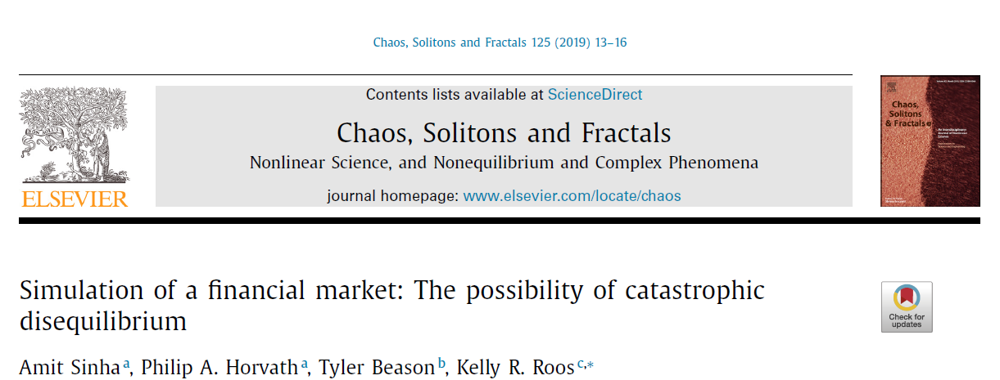 Chaos, Solitons and Fractals 125 (2019) 13–16
Contents lists available at ScienceDirect
Chaos, Solitons and Fractals
Nonlinear Science, and Nonequilibrium and Complex Phenomena
journal homepage: www.elsevier.com/locate/chaos
ELSEVIER
Chaos,
Solitons
& Fractals
Simulation of a financial market: The possibility of catastrophic
disequilibrium
Check for
updates
Amit Sinha a, Philip A. Horvath a, Tyler Beason b, Kelly R. Roos c,*